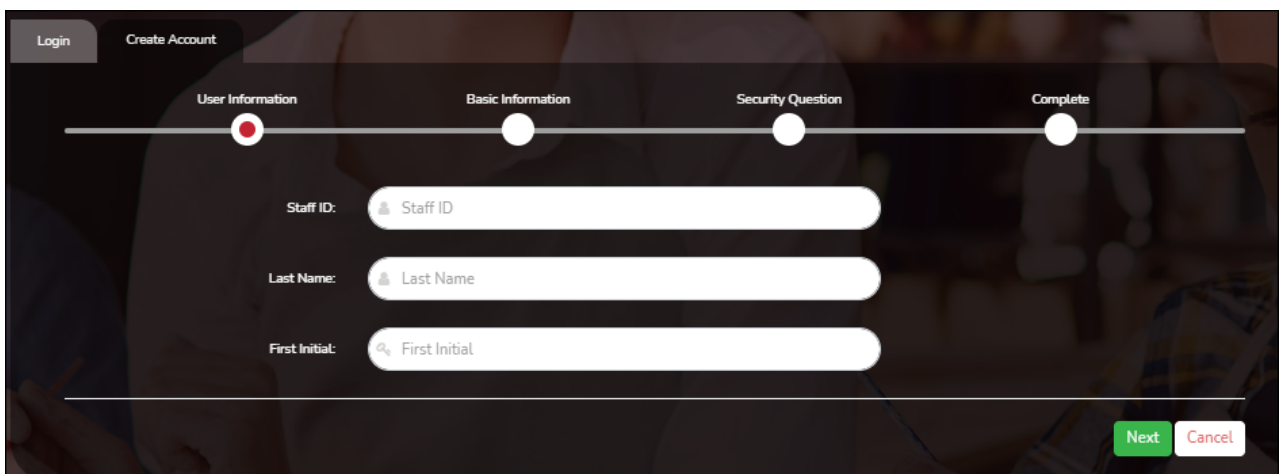 Login Create Account
User Information Basic Information Security Question Complete
Staff ID: Staff ID
Last Name: Last Name
First Initial: First Initial
Next Cancel